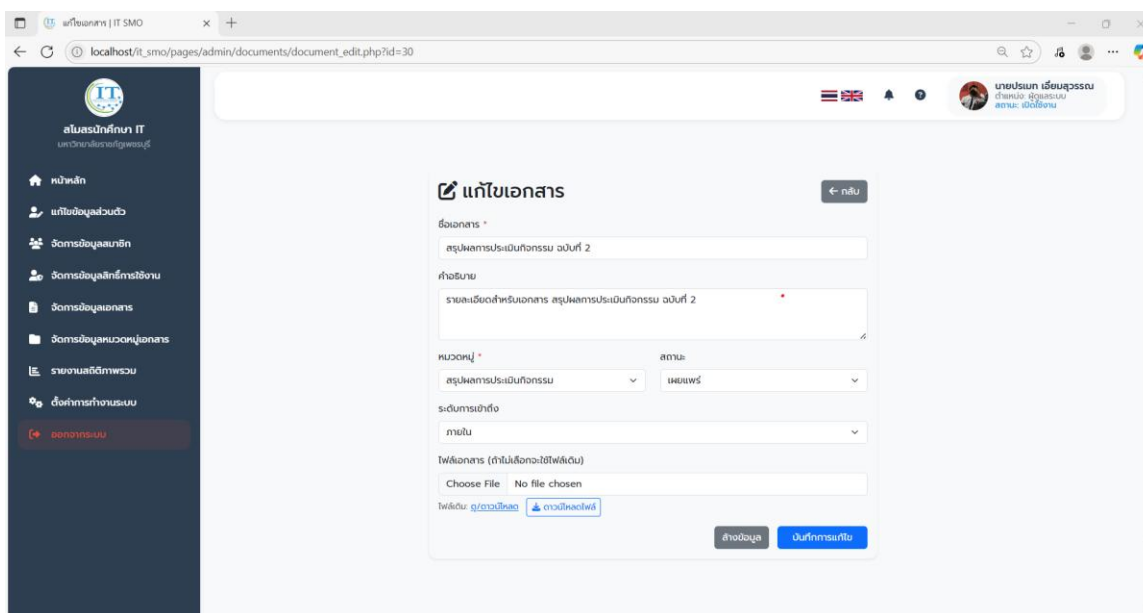 แก้ไขเอกสาร | IT SMO
localhost/it_smo/pages/admin/documents/document_edit.php?id=30
IT
สโมสรนักศึกษา IT
มหาวิทยาลัยราชภัฏเพชรบุรี
นายปรเมท เอี่ยมสุวรรณ
ตำแหน่ง: ผู้ดูแลระบบ
สถานะ: เปิดใช้งาน
หน้าหลัก
แก้ไขข้อมูลส่วนตัว
จัดการข้อมูลสมาชิก
จัดการข้อมูลสิทธิ์การใช้งาน
จัดการข้อมูลเอกสาร
จัดการข้อมูลหมวดหมู่เอกสาร
รายงานสถิติภาพรวม
ตั้งค่าการทำงานระบบ
ออกจากระบบ
แก้ไขเอกสาร
← กลับ
ชื่อเอกสาร *
สรุปผลการประเมินกิจกรรม ฉบับที่ 2
คำอธิบาย
รายละเอียดสำหรับเอกสาร สรุปผลการประเมินกิจกรรม ฉบับที่ 2
หมวดหมู่ * สถานะ
สรุปผลการประเมินกิจกรรม เผยแพร่
ระดับการเข้าถึง
ภายใน
ไฟล์เอกสาร (ถ้าไม่เลือกจะใช้ไฟล์เดิม)
Choose File No file chosen
ไฟล์เดิม: ดู/ดาวน์โหลด ดาวน์โหลดไฟล์
ล้างข้อมูล บันทึกการแก้ไข